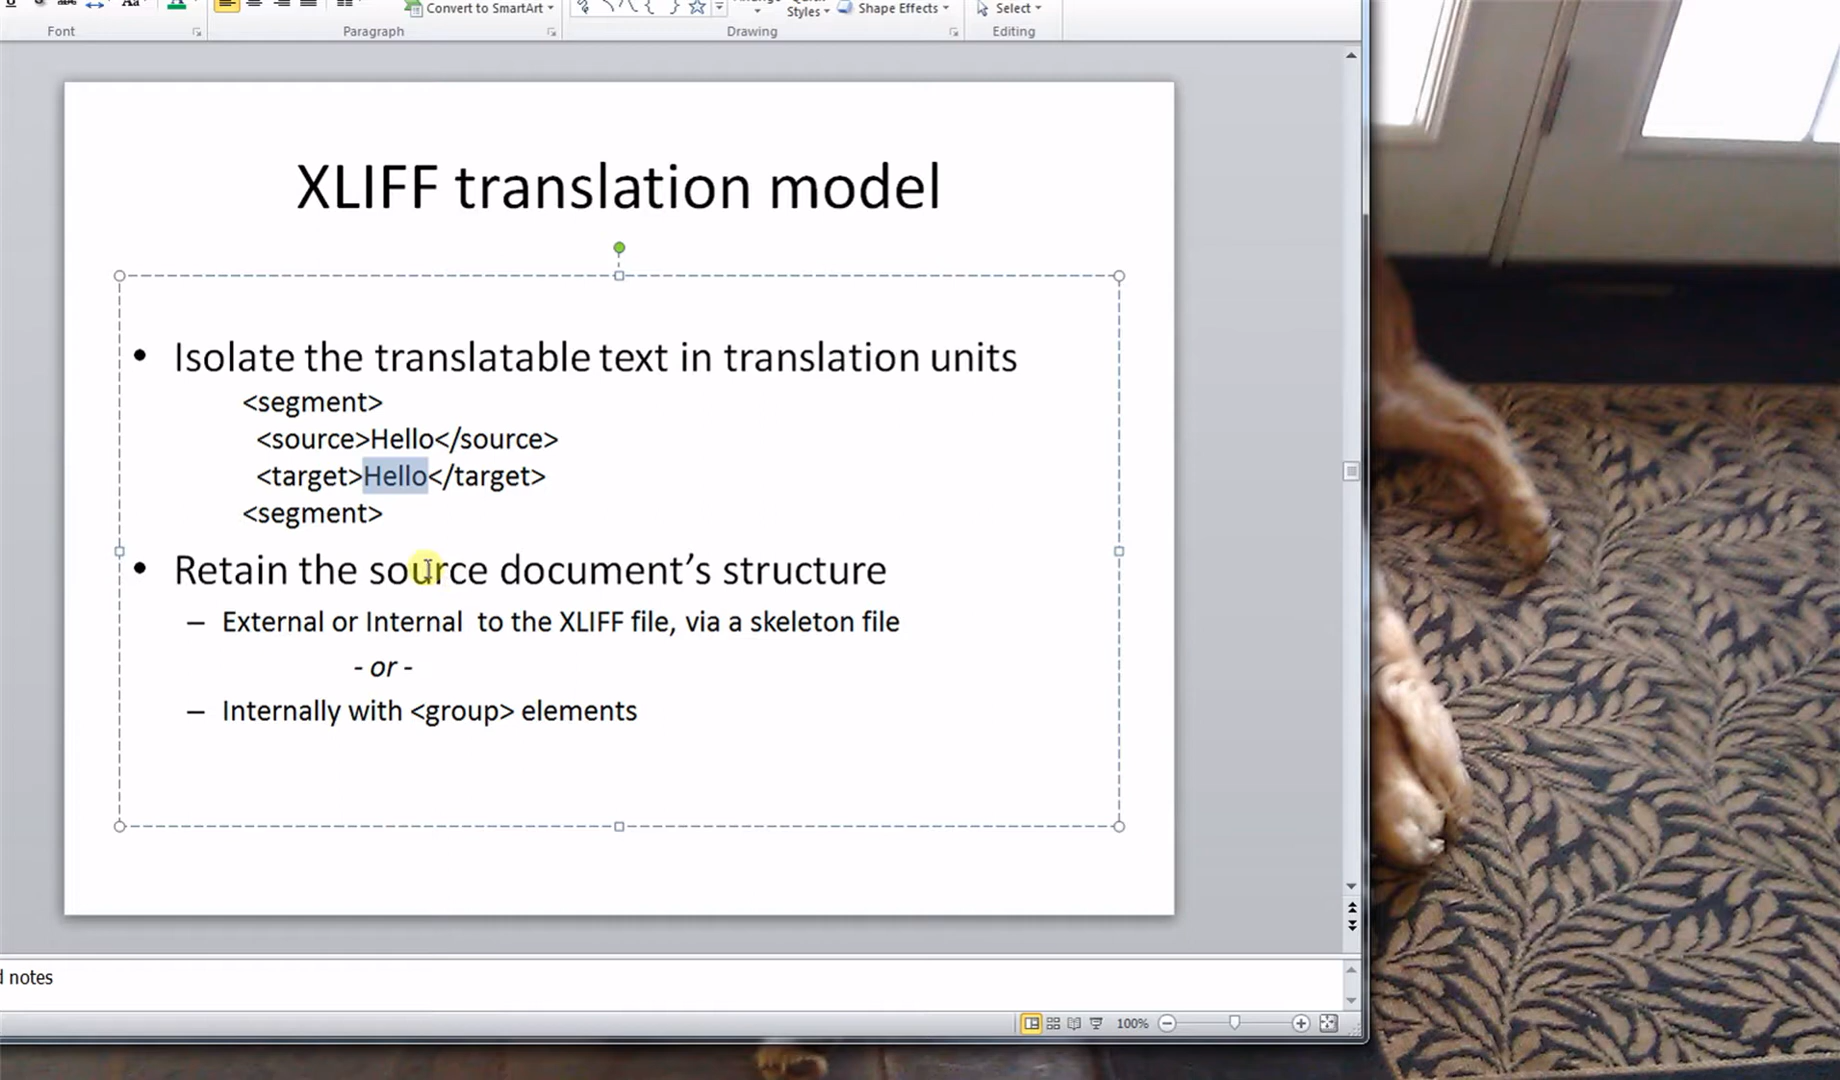 Convert to SmartArt
Styles
Shape Effects
Select
Font
Paragraph
Drawing
Editing
XLIFF translation model
• Isolate the translatable text in translation units
<segment>
<source>Hello</source>
<target>Hello</target>
<segment>
• Retain the source document’s structure
– External or Internal to the XLIFF file, via a skeleton file
- or -
– Internally with <group> elements
notes
100%